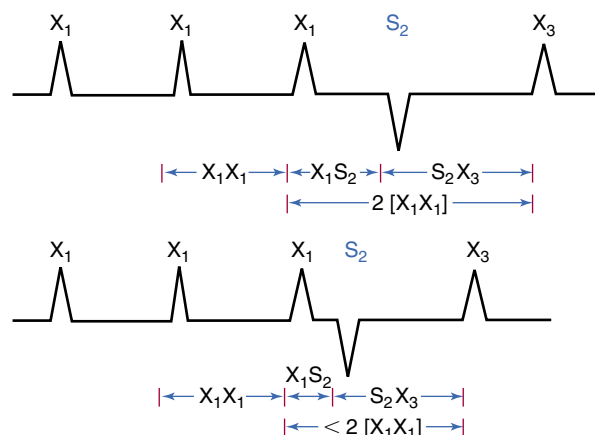 X₁ X₁ X₁ S₂ X₃
X₁X₁ X₁S₂ S₂X₃
2 [X₁X₁]
X₁ X₁ X₁ S₂ X₃
X₁S₂
X₁X₁ S₂X₃
< 2 [X₁X₁]